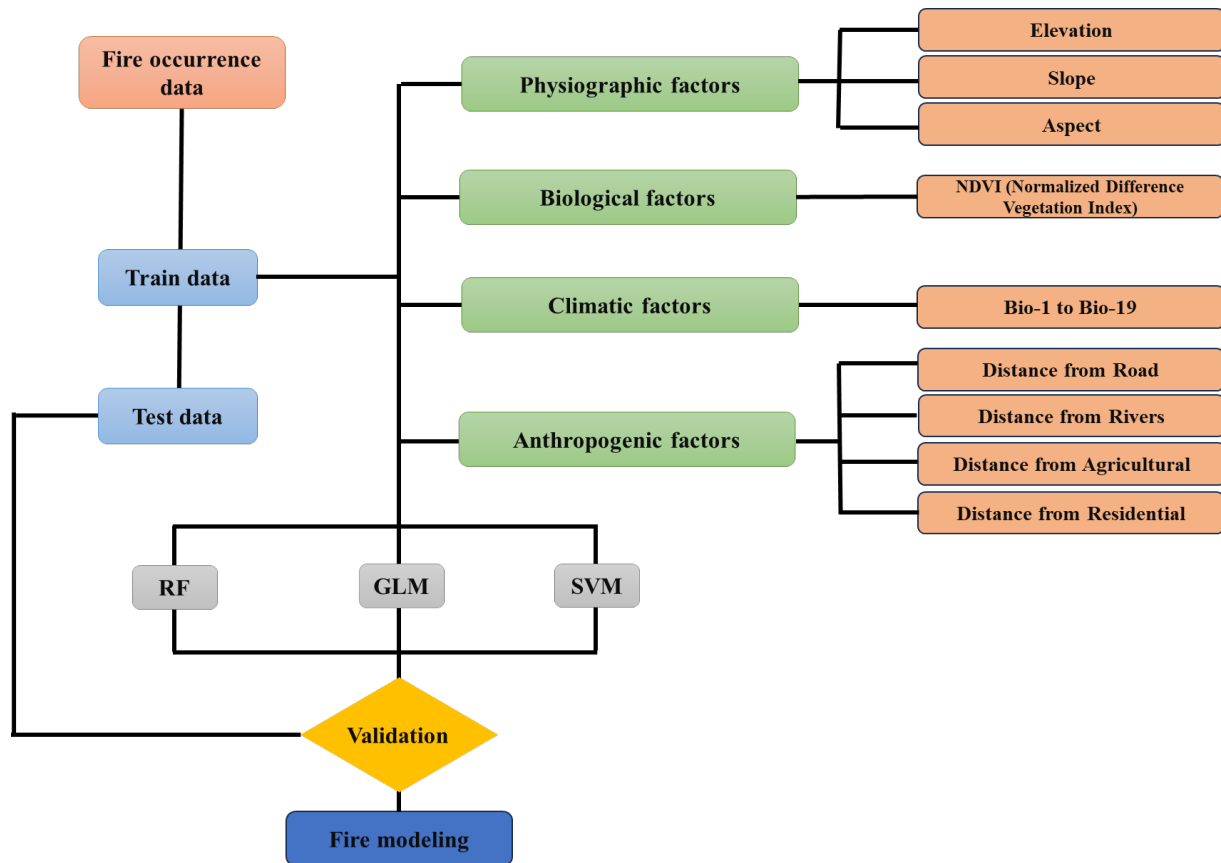 Fire occurrence
data
Train data
Test data
Physiographic factors
Elevation
Slope
Aspect
Biological factors
NDVI (Normalized Difference
Vegetation Index)
Climatic factors
Bio-1 to Bio-19
Anthropogenic factors
Distance from Road
Distance from Rivers
Distance from Agricultural
Distance from Residential
RF
GLM
SVM
Validation
Fire modeling